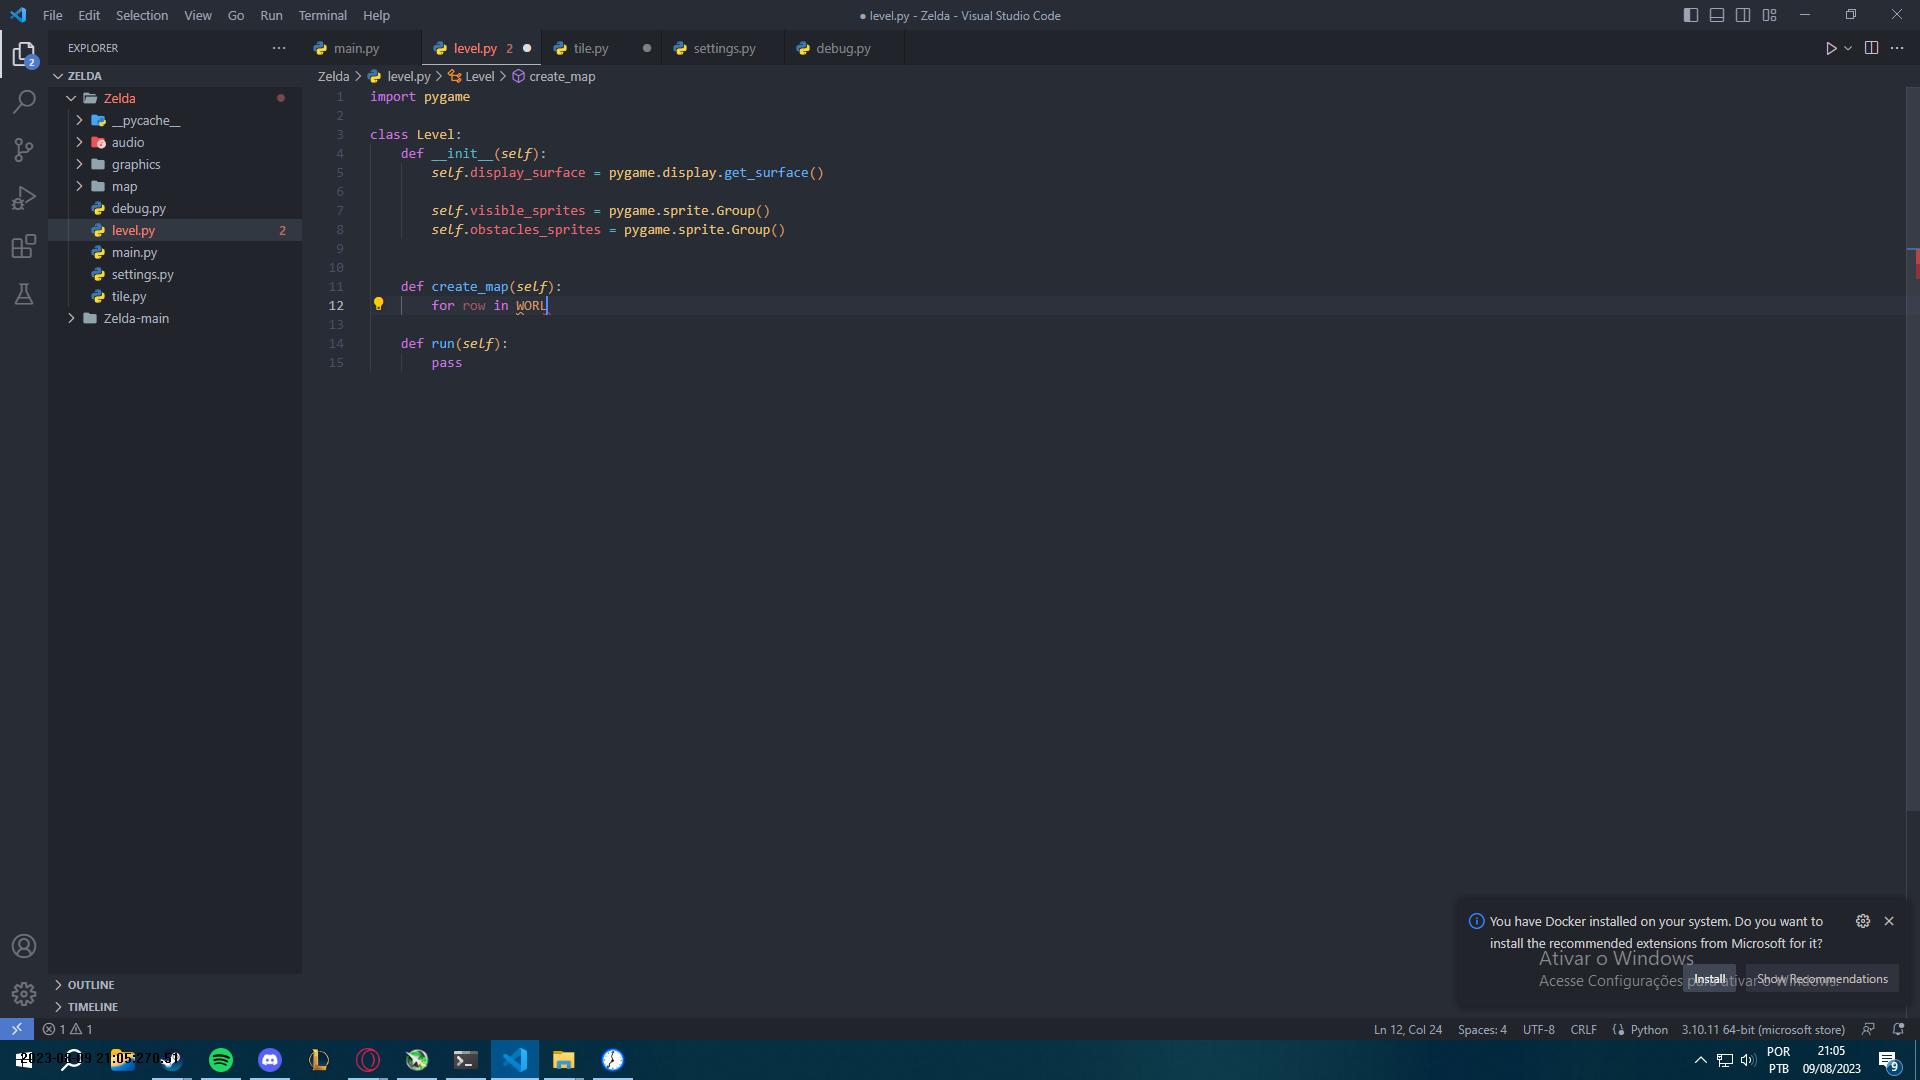 File Edit Selection View Go Run Terminal Help
● level.py - Zelda - Visual Studio Code
EXPLORER
main.py
level.py 2
tile.py
settings.py
debug.py
2
ZELDA
Zelda
__pycache__
audio
graphics
map
debug.py
level.py 2
main.py
settings.py
tile.py
Zelda-main
Zelda > level.py > Level > create_map
1 import pygame
2
3 class Level:
4 def __init__(self):
5 self.display_surface = pygame.display.get_surface()
6
7 self.visible_sprites = pygame.sprite.Group()
8 self.obstacles_sprites = pygame.sprite.Group()
9
10
11 def create_map(self):
12 for row in WORL
13
14 def run(self):
15 pass
You have Docker installed on your system. Do you want to
install the recommended extensions from Microsoft for it?
Install
Show Recommendations
Ativar o Windows
Acesse Configurações para ativar o Windows.
OUTLINE
TIMELINE
1 1
Ln 12, Col 24 Spaces: 4 UTF-8 CRLF Python 3.10.11 64-bit (microsoft store)
POR
PTB
21:05
09/08/2023
9